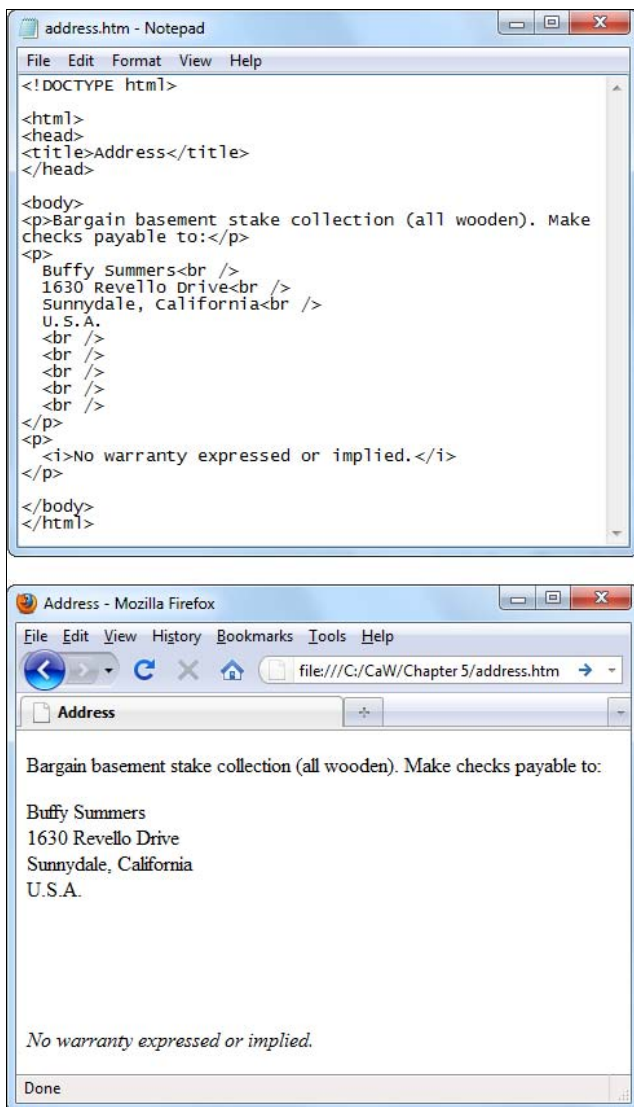 address.htm - Notepad
File Edit Format View Help
<!DOCTYPE html>
<html>
<head>
<title>Address</title>
</head>
<body>
<p>Bargain basement stake collection (all wooden). Make
checks payable to:</p>
<p>
Buffy Summers<br />
1630 Revello Drive<br />
Sunnydale, California<br />
U.S.A.
<br />
<br />
<br />
<br />
<br />
</p>
<p>
<i>No warranty expressed or implied.</i>
</p>
</body>
</html>
Address - Mozilla Firefox
File Edit View History Bookmarks Tools Help
file:///C:/CaW/Chapter 5/address.htm
Address
Bargain basement stake collection (all wooden). Make checks payable to:
Buffy Summers
1630 Revello Drive
Sunnydale, California
U.S.A.
No warranty expressed or implied.
Done